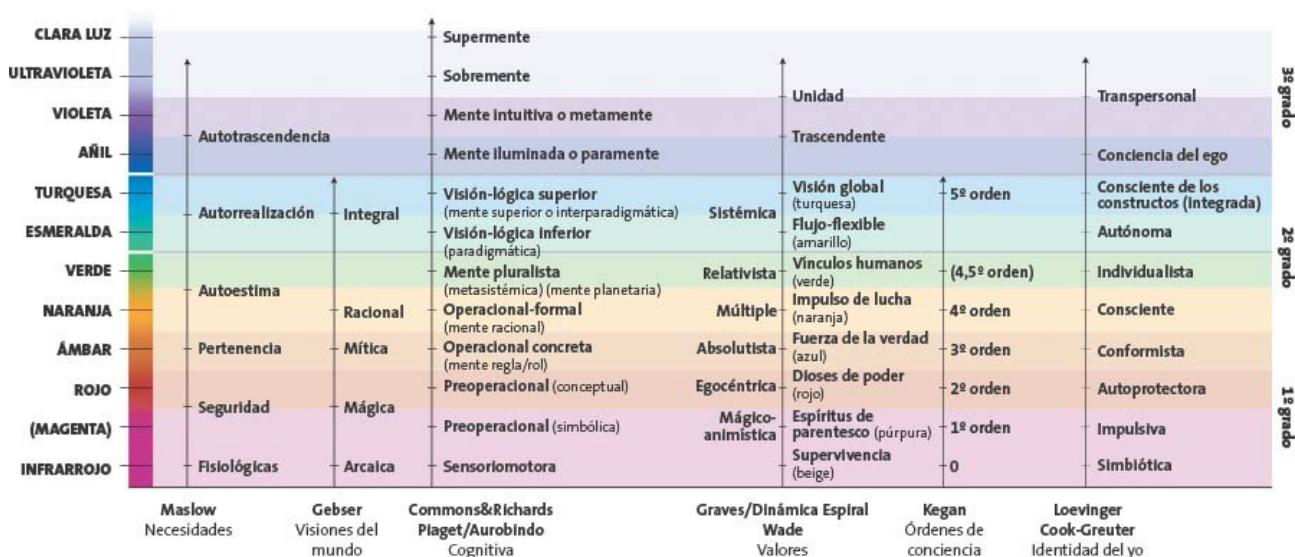 CLARA LUZ
ULTRAVIOLETA
VIOLETA
AÑIL
TURQUESA
ESMERALDA
VERDE
NARANJA
ÁMBAR
ROJO
(MAGENTA)
INFRARROJO
Autotrascendencia
Autorrealización
Autoestima
Pertenencia
Seguridad
Fisiológicas
Maslow
Necesidades
Integral
Racional
Mítica
Mágica
Arcaica
Gebser
Visiones del
mundo
Supermente
Sobremente
Mente intuitiva o metamente
Mente iluminada o paramente
Visión-lógica superior
(mente superior o interparadigmática)
Visión-lógica inferior
(paradigmática)
Mente pluralista
(metasistémica) (mente planetaria)
Operacional-formal
(mente racional)
Operacional concreta
(mente regla/rol)
Preoperacional (conceptual)
Preoperacional (simbólica)
Sensoriomotora
Commons&Richards
Piaget/Aurobindo
Cognitiva
Sistémica
Relativista
Múltiple
Absolutista
Egocéntrica
Mágico-
animística
Unidad
Trascendente
Visión global
(turquesa)
Flujo-flexible
(amarillo)
Vínculos humanos
(verde)
Impulso de lucha
(naranja)
Fuerza de la verdad
(azul)
Dioses de poder
(rojo)
Espíritus de
parentesco (púrpura)
Supervivencia
(beige)
Graves/Dinámica Espiral
Wade
Valores
5º orden
(4,5º orden)
4º orden
3º orden
2º orden
1º orden
0
Kegan
Órdenes de
conciencia
Transpersonal
Conciencia del ego
Consciente de los
constructos (integrada)
Autónoma
Individualista
Consciente
Conformista
Autoprotectora
Impulsiva
Simbiótica
Loevinger
Cook-Greuter
Identidad del yo
3º grado
2º grado
1º grado